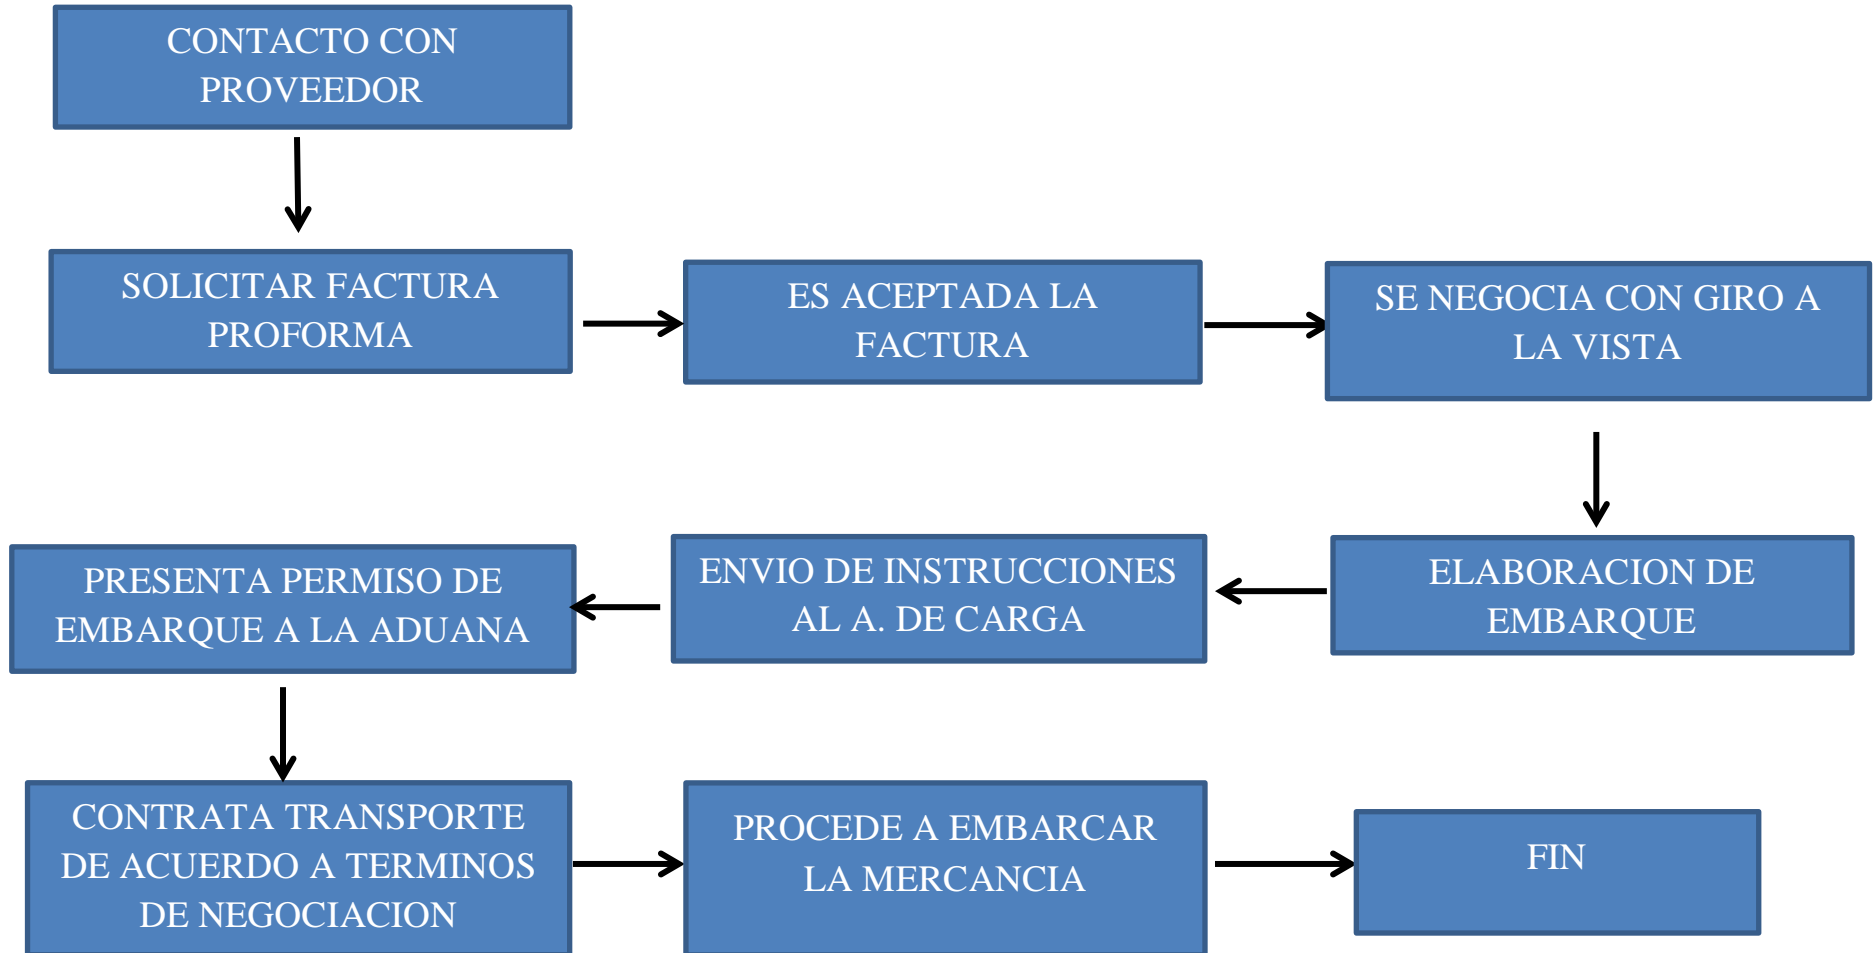 CONTACTO CON
PROVEEDOR
SOLICITAR FACTURA
PROFORMA
ES ACEPTADA LA
FACTURA
SE NEGOCIA CON GIRO A
LA VISTA
ELABORACION DE
EMBARQUE
ENVIO DE INSTRUCCIONES
AL A. DE CARGA
PRESENTA PERMISO DE
EMBARQUE A LA ADUANA
CONTRATA TRANSPORTE
DE ACUERDO A TERMINOS
DE NEGOCIACION
PROCEDE A EMBARCAR
LA MERCANCIA
FIN